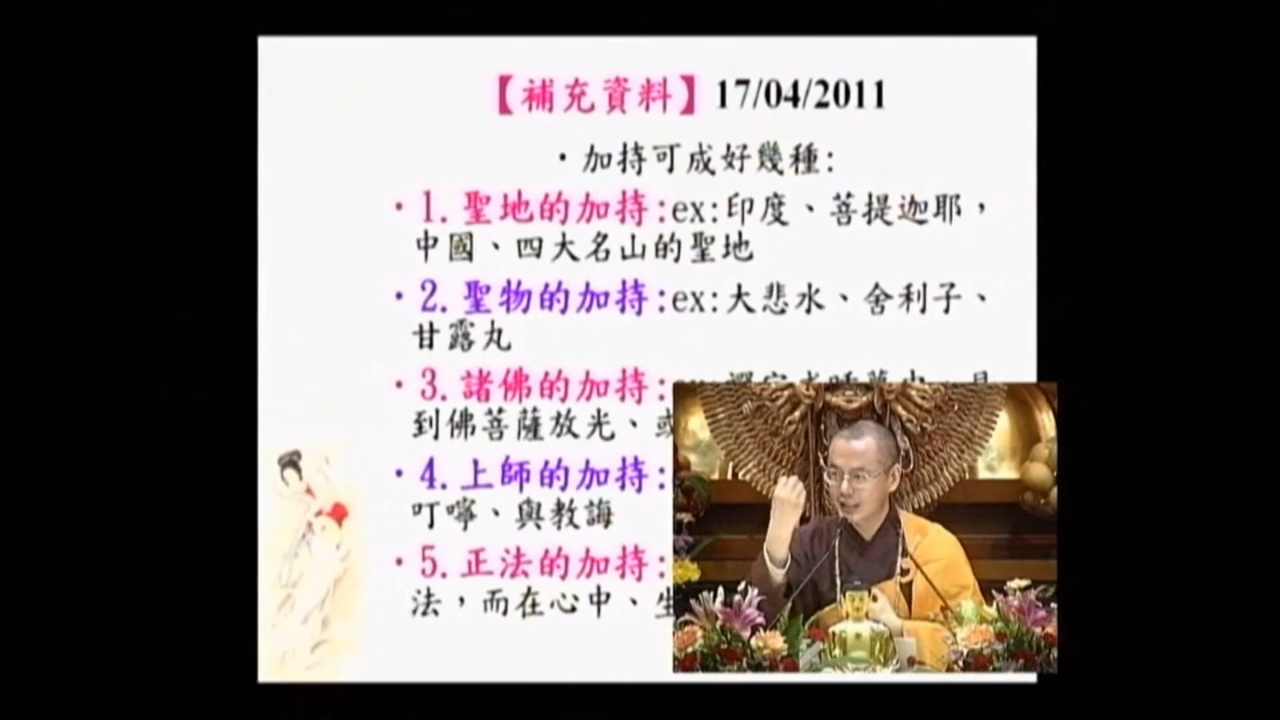 【補充資料】17/04/2011
・加持可成好幾種:
・1.聖地的加持:ex:印度、菩提迦耶,
中國、四大名山的聖地
・2.聖物的加持:ex:大悲水、舍利子、
甘露丸
・3.諸佛的加持:
到佛菩薩放光、或
・4.上師的加持:
叮嚀、與教誨
・5.正法的加持:
法,而在心中、生